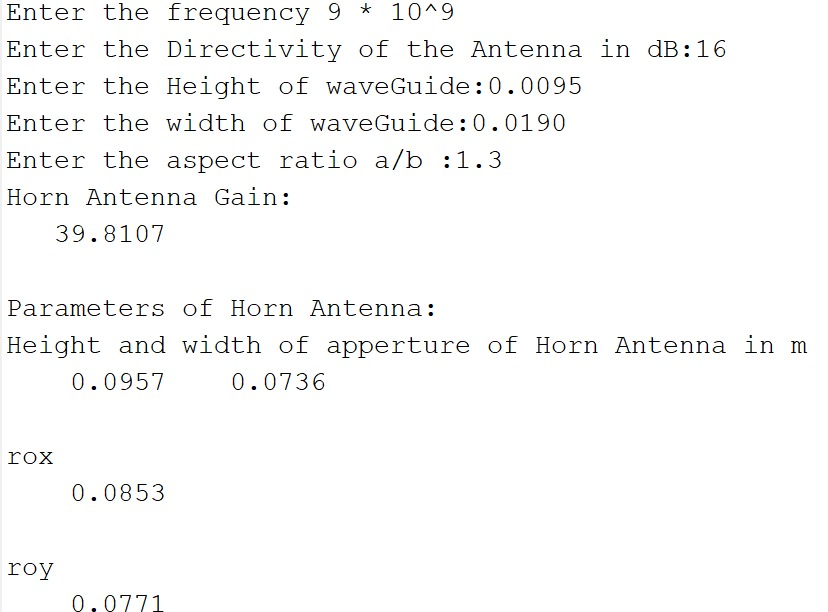 Enter the frequency 9 * 10^9
Enter the Directivity of the Antenna in dB:16
Enter the Height of waveGuide:0.0095
Enter the width of waveGuide:0.0190
Enter the aspect ratio a/b :1.3
Horn Antenna Gain:
39.8107
Parameters of Horn Antenna:
Height and width of apperture of Horn Antenna in m
0.0957 0.0736
rox
0.0853
roy
0.0771